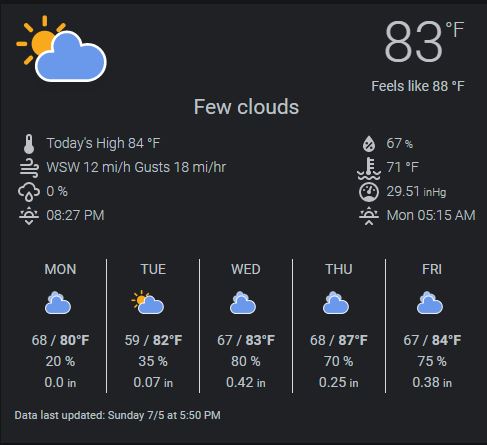 83 °F
Feels like 88 °F
Few clouds
Today's High 84 °F 67 %
WSW 12 mi/hr Gusts 18 mi/hr 71 °F
0 % 29.51 inHg
08:27 PM Mon 05:15 AM
MON TUE WED THU FRI
68 / 80°F 59 / 82°F 67 / 83°F 68 / 87°F 67 / 84°F
20 % 35 % 80 % 70 % 75 %
0.0 in 0.07 in 0.42 in 0.25 in 0.38 in
Data last updated: Sunday 7/5 at 5:50 PM